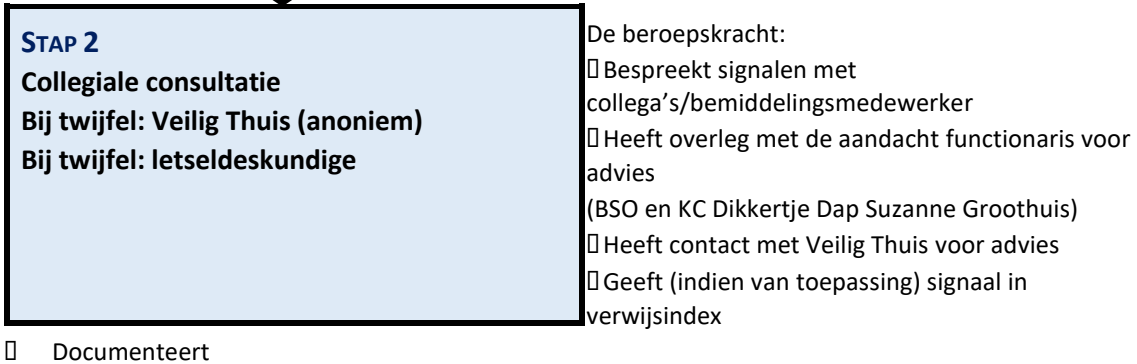 STAP 2
Collegiale consultatie
Bij twijfel: Veilig Thuis (anoniem)
Bij twijfel: letseldeskundige
De beroepskracht:
Bespreekt signalen met
collega’s/bemiddelingsmedewerker
Heeft overleg met de aandacht functionaris voor
advies
(BSO en KC Dikkertje Dap Suzanne Groothuis)
Heeft contact met Veilig Thuis voor advies
Geeft (indien van toepassing) signaal in
verwijsindex
Documenteert